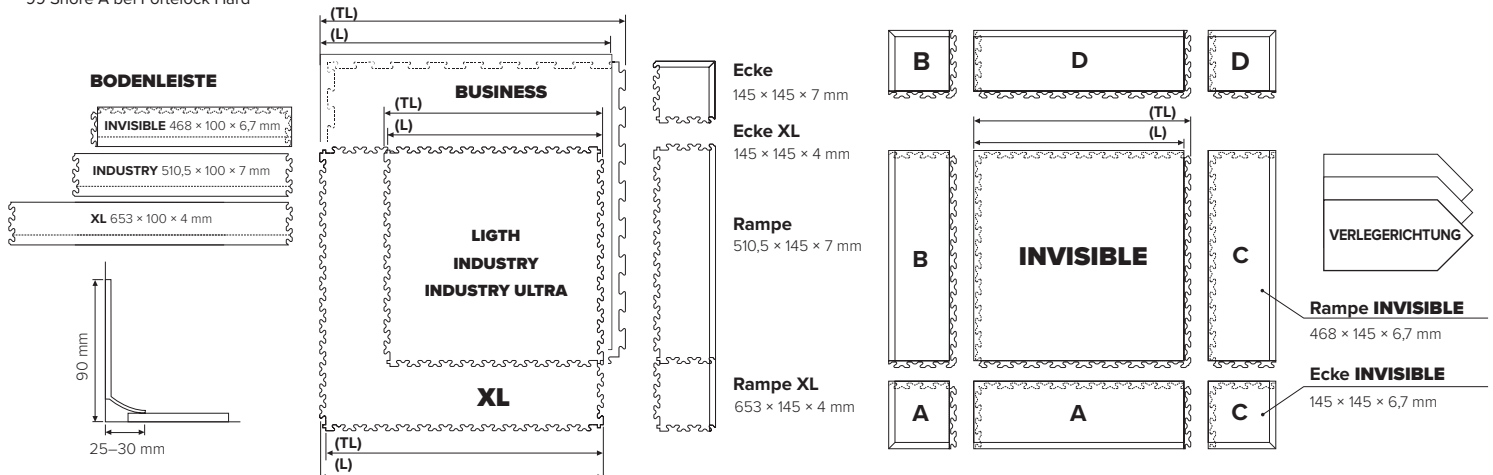 95 Shore A bei Fortelock Hard
BODENLEISTE
INVISIBLE 468 × 100 × 6,7 mm
INDUSTRY 510,5 × 100 × 7 mm
XL 653 × 100 × 4 mm
90 mm
25–30 mm
(TL)
(L)
BUSINESS
(TL)
(L)
LIGTH
INDUSTRY
INDUSTRY ULTRA
XL
(TL)
(L)
Ecke
145 × 145 × 7 mm
Ecke XL
145 × 145 × 4 mm
Rampe
510,5 × 145 × 7 mm
Rampe XL
653 × 145 × 4 mm
B
D
D
(TL)
(L)
B
INVISIBLE
C
A
A
C
VERLEGERICHTUNG
Rampe INVISIBLE
468 × 145 × 6,7 mm
Ecke INVISIBLE
145 × 145 × 6,7 mm